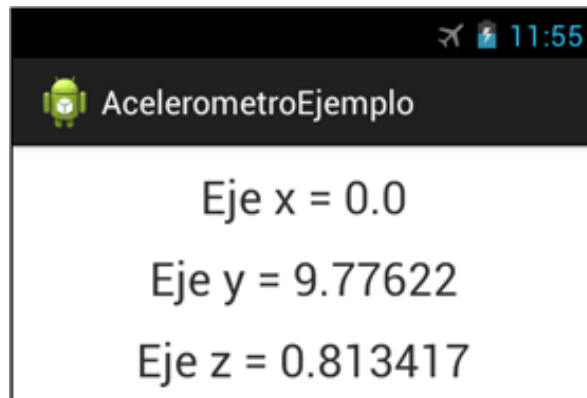 11:55
AcelerometroEjemplo
Eje x = 0.0
Eje y = 9.77622
Eje z = 0.813417